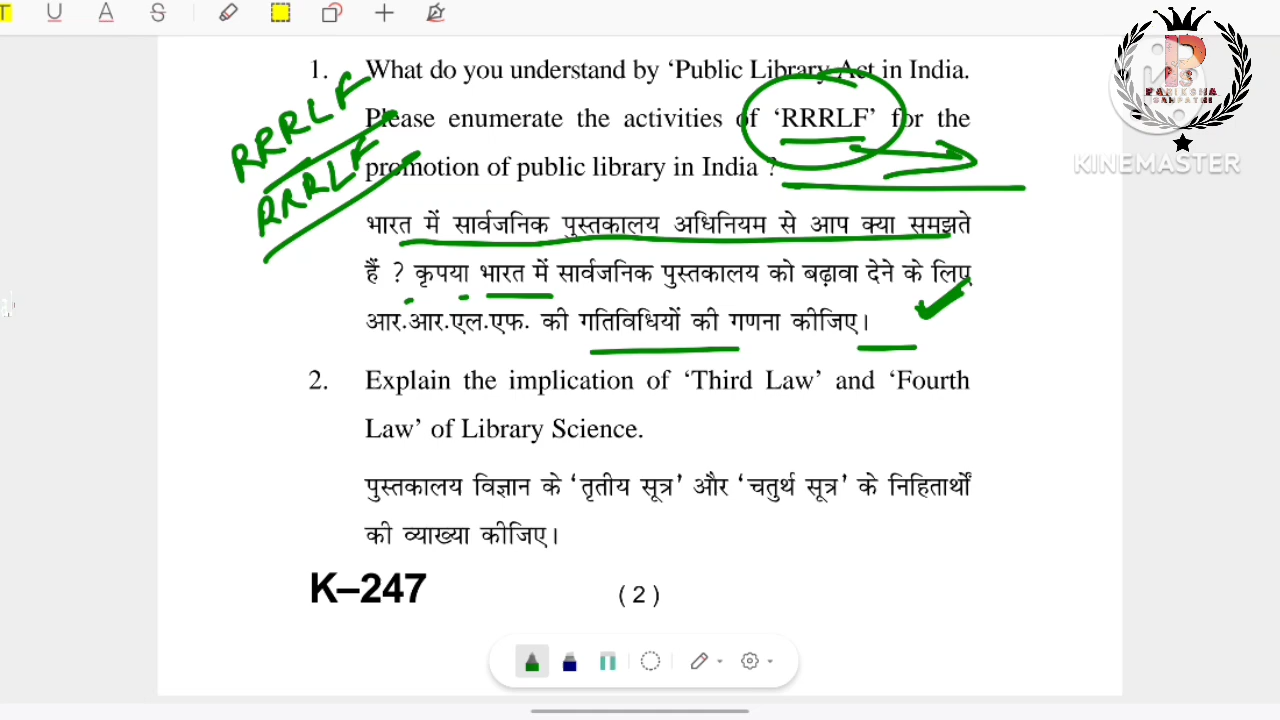 T U A S
1. What do you understand by ‘Public Library Act in India.
Please enumerate the activities of ‘RRRLF’ for the
promotion of public library in India ?
RRRLF
RRRLF
भारत में सार्वजनिक पुस्तकालय अधिनियम से आप क्या समझते
हैं ? कृपया भारत में सार्वजनिक पुस्तकालय को बढ़ावा देने के लिए
आर.आर.एल.एफ. की गतिविधियों की गणना कीजिए।
2. Explain the implication of ‘Third Law’ and ‘Fourth
Law’ of Library Science.
पुस्तकालय विज्ञान के ‘तृतीय सूत्र’ और ‘चतुर्थ सूत्र’ के निहितार्थों
की व्याख्या कीजिए।
K–247 ( 2 )
PARIKSHA
KINEMASTER